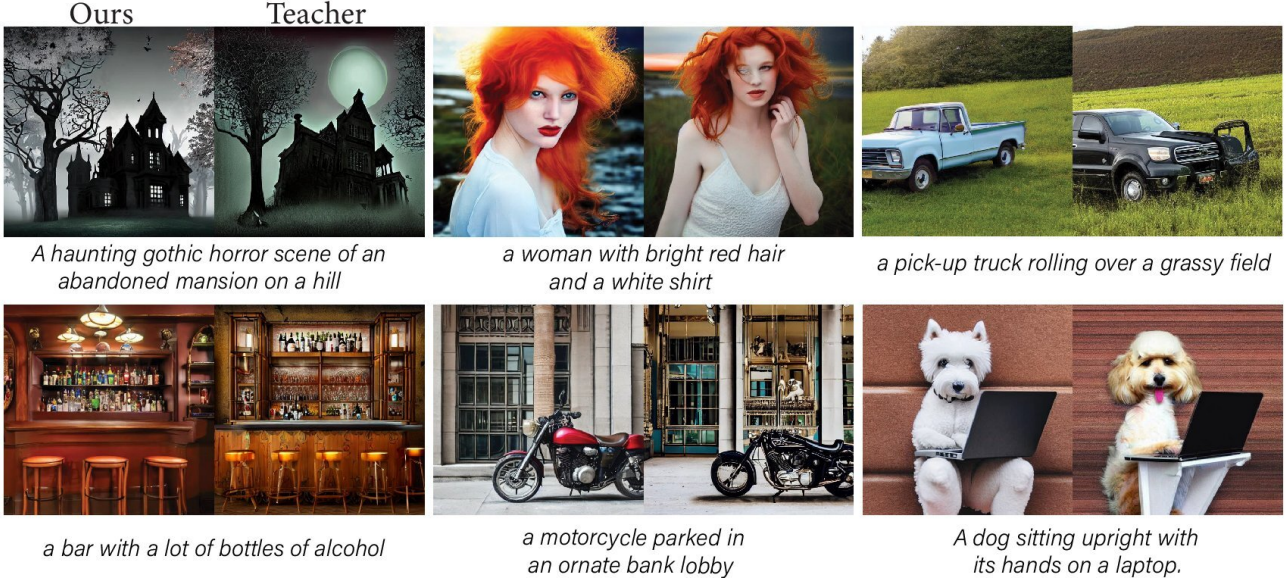 Ours Teacher
A haunting gothic horror scene of an
abandoned mansion on a hill
a woman with bright red hair
and a white shirt
a pick-up truck rolling over a grassy field
a bar with a lot of bottles of alcohol
a motorcycle parked in
an ornate bank lobby
A dog sitting upright with
its hands on a laptop.